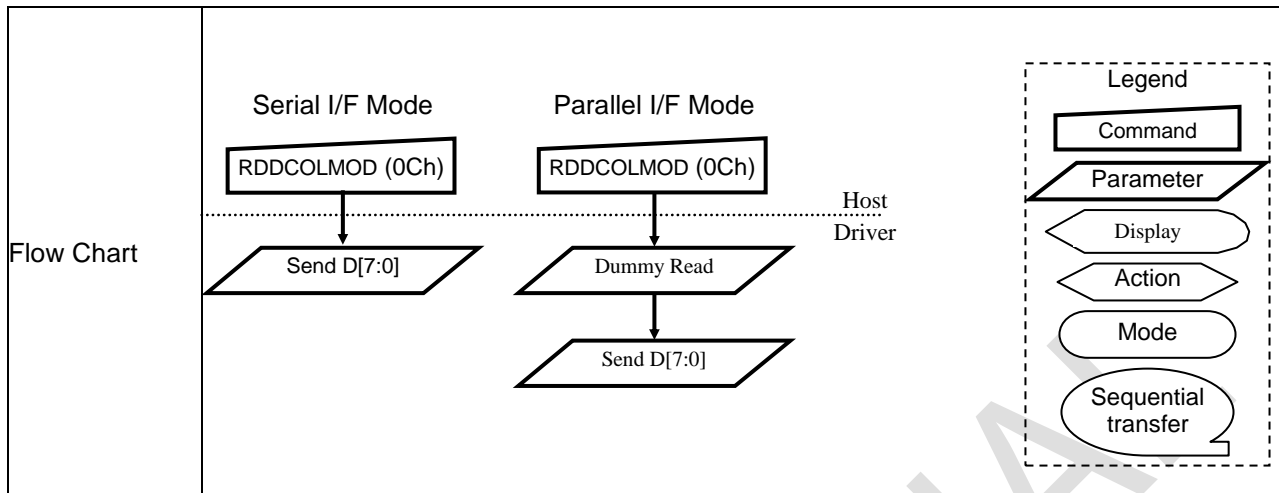 Flow Chart
Serial I/F Mode
RDDCOLMOD (0Ch)
Send D[7:0]
Parallel I/F Mode
RDDCOLMOD (0Ch)
Dummy Read
Send D[7:0]
Host
Driver
Legend
Command
Parameter
Display
Action
Mode
Sequential
transfer